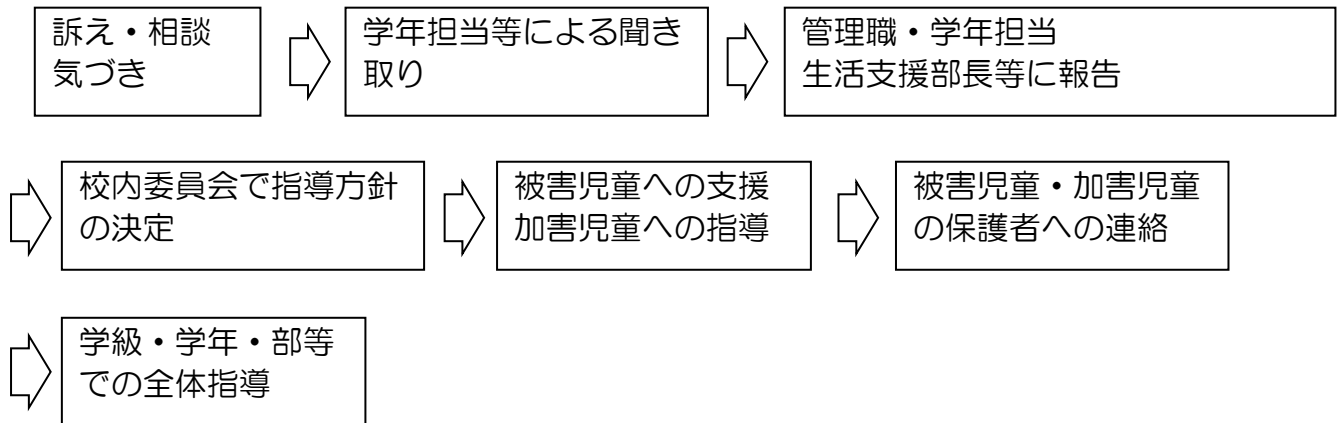 訴え・相談
気づき
学年担当等による聞き
取り
管理職・学年担当
生活支援部長等に報告
校内委員会で指導方針
の決定
被害児童への支援
加害児童への指導
被害児童・加害児童
の保護者への連絡
学級・学年・部等
での全体指導